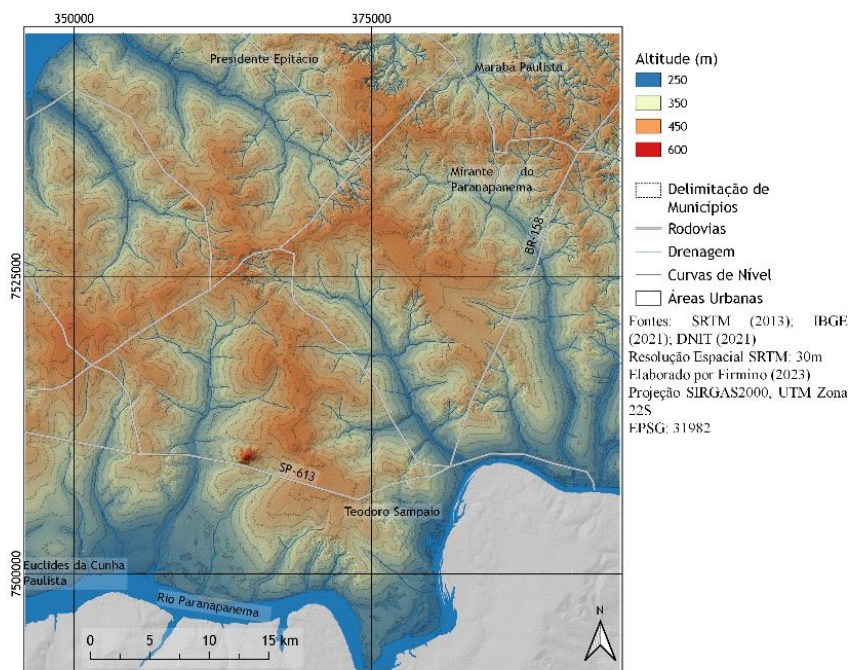 350000
375000
Presidente Epitácio
Marabá Paulista
Mirante do
Paranapanema
BR-158
7525000
SP-613
Teodoro Sampaio
7500000
Euclides da Cunha
Paulista
Rio Paranapanema
0 5 10 15 km
N
Altitude (m)
250
350
450
600
Delimitação de
Municípios
Rodovias
Drenagem
Curvas de Nível
Áreas Urbanas
Fontes: SRTM (2013); IBGE
(2021); DNIT (2021)
Resolução Espacial SRTM: 30m
Elaborado por Firmino (2023)
Projeção SIRGAS2000, UTM Zona
22S
EPSG: 31982